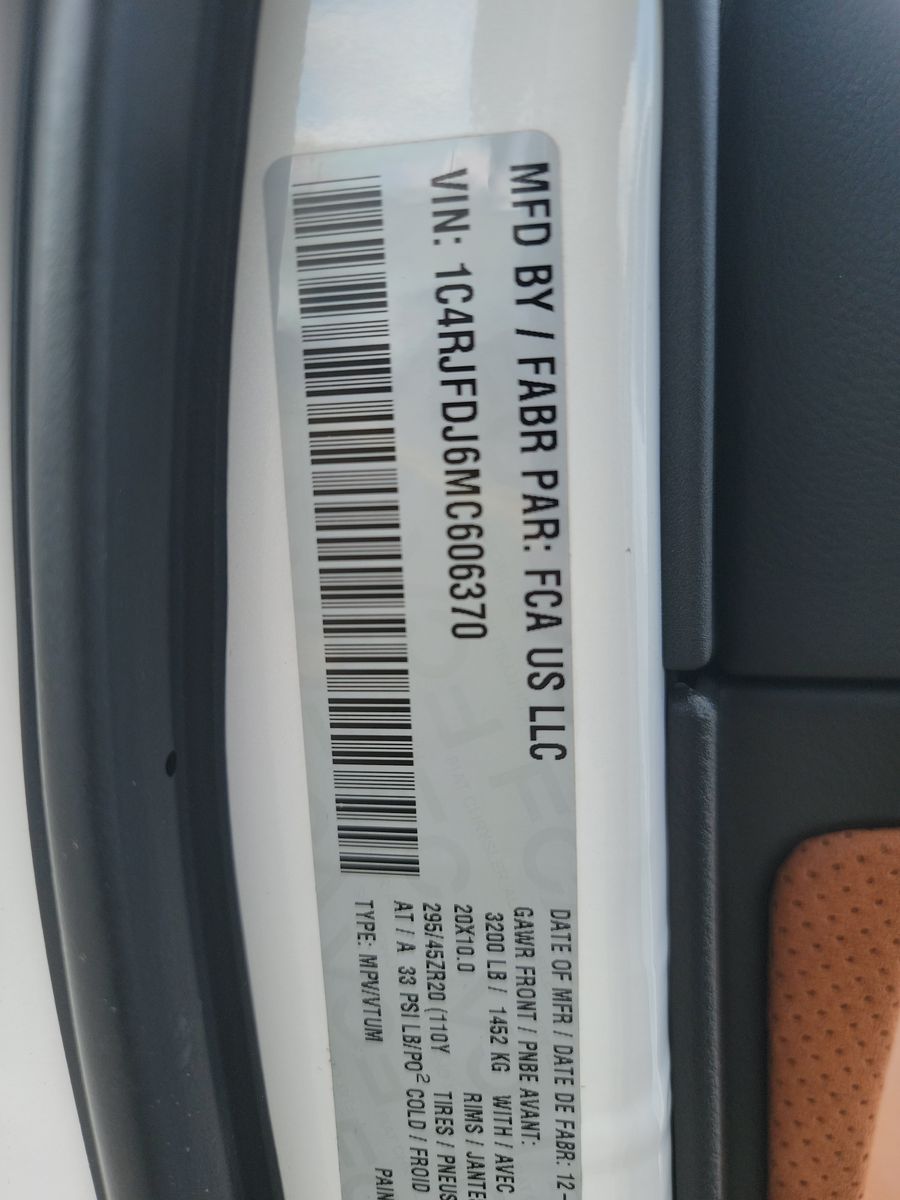 MFD BY / FABR PAR: FCA US LLC
VIN: 1C4RJFDJ6MC606370
DATE OF MFR / DATE DE FABR: 12-
GAWR FRONT / PNBE AVANT:
3200 LB / 1452 KG WITH / AVEC
20X10.0 RIMS / JANTE
295/45ZR20 (110Y TIRES / PNEUS
AT / A 33 PSI LB/PO² COLD / FROID
TYPE: MPV/VTUM PAIN